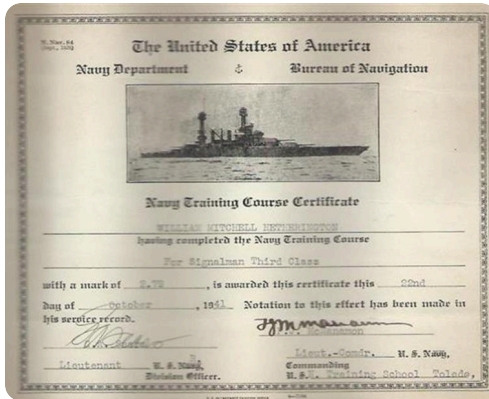 The United States of America
Navy Department Bureau of Navigation
Navy Training Course Certificate
WILLIAM MITCHELL HETHERINGTON
having completed the Navy Training Course
For Signalman Third Class
with a mark of 3.72 , is awarded this certificate this 22nd
day of October , 1941 Notation to this effect has been made in
his service record.
Lieut.-Comdr. U. S. Navy,
Lieutenant U. S. Navy,
Division Officer.
Commanding
U. S. Training School Toledo,